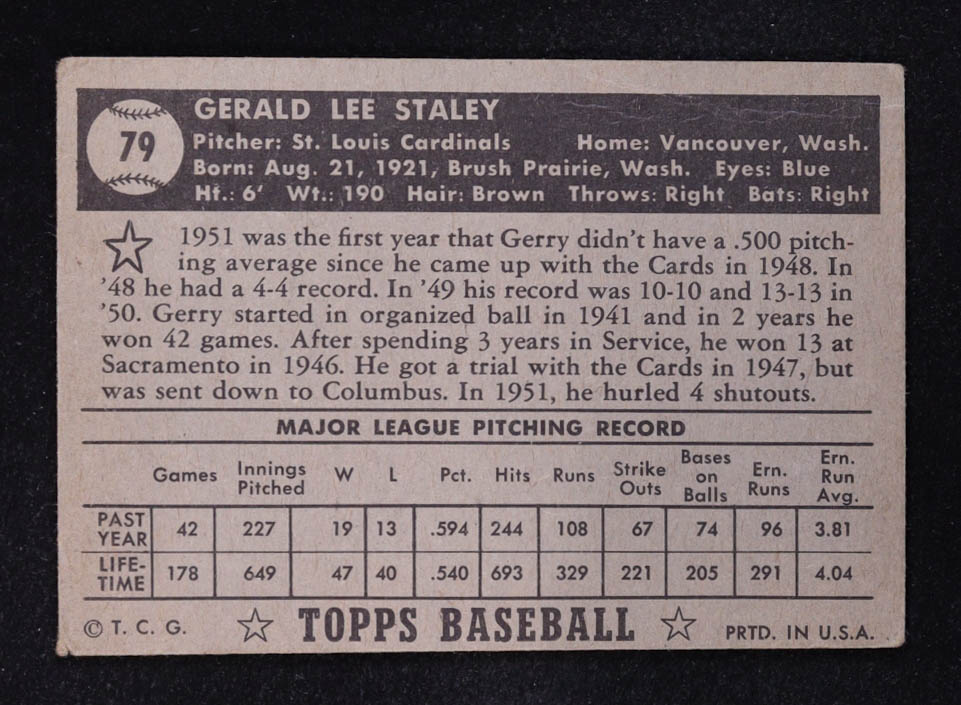 79
GERALD LEE STALEY
Pitcher: St. Louis Cardinals Home: Vancouver, Wash.
Born: Aug. 21, 1921, Brush Prairie, Wash. Eyes: Blue
Ht.: 6' Wt.: 190 Hair: Brown Throws: Right Bats: Right
1951 was the first year that Gerry didn't have a .500 pitch-
ing average since he came up with the Cards in 1948. In
'48 he had a 4-4 record. In '49 his record was 10-10 and 13-13 in
'50. Gerry started in organized ball in 1941 and in 2 years he
won 42 games. After spending 3 years in Service, he won 13 at
Sacramento in 1946. He got a trial with the Cards in 1947, but
was sent down to Columbus. In 1951, he hurled 4 shutouts.
MAJOR LEAGUE PITCHING RECORD
Games Innings Pitched W L Pct. Hits Runs Strike Outs Bases on Balls Ern. Runs Ern. Run Avg.
PAST YEAR 42 227 19 13 .594 244 108 67 74 96 3.81
LIFE-TIME 178 649 47 40 .540 693 329 221 205 291 4.04
© T. C. G. TOPPS BASEBALL PRTD. IN U.S.A.